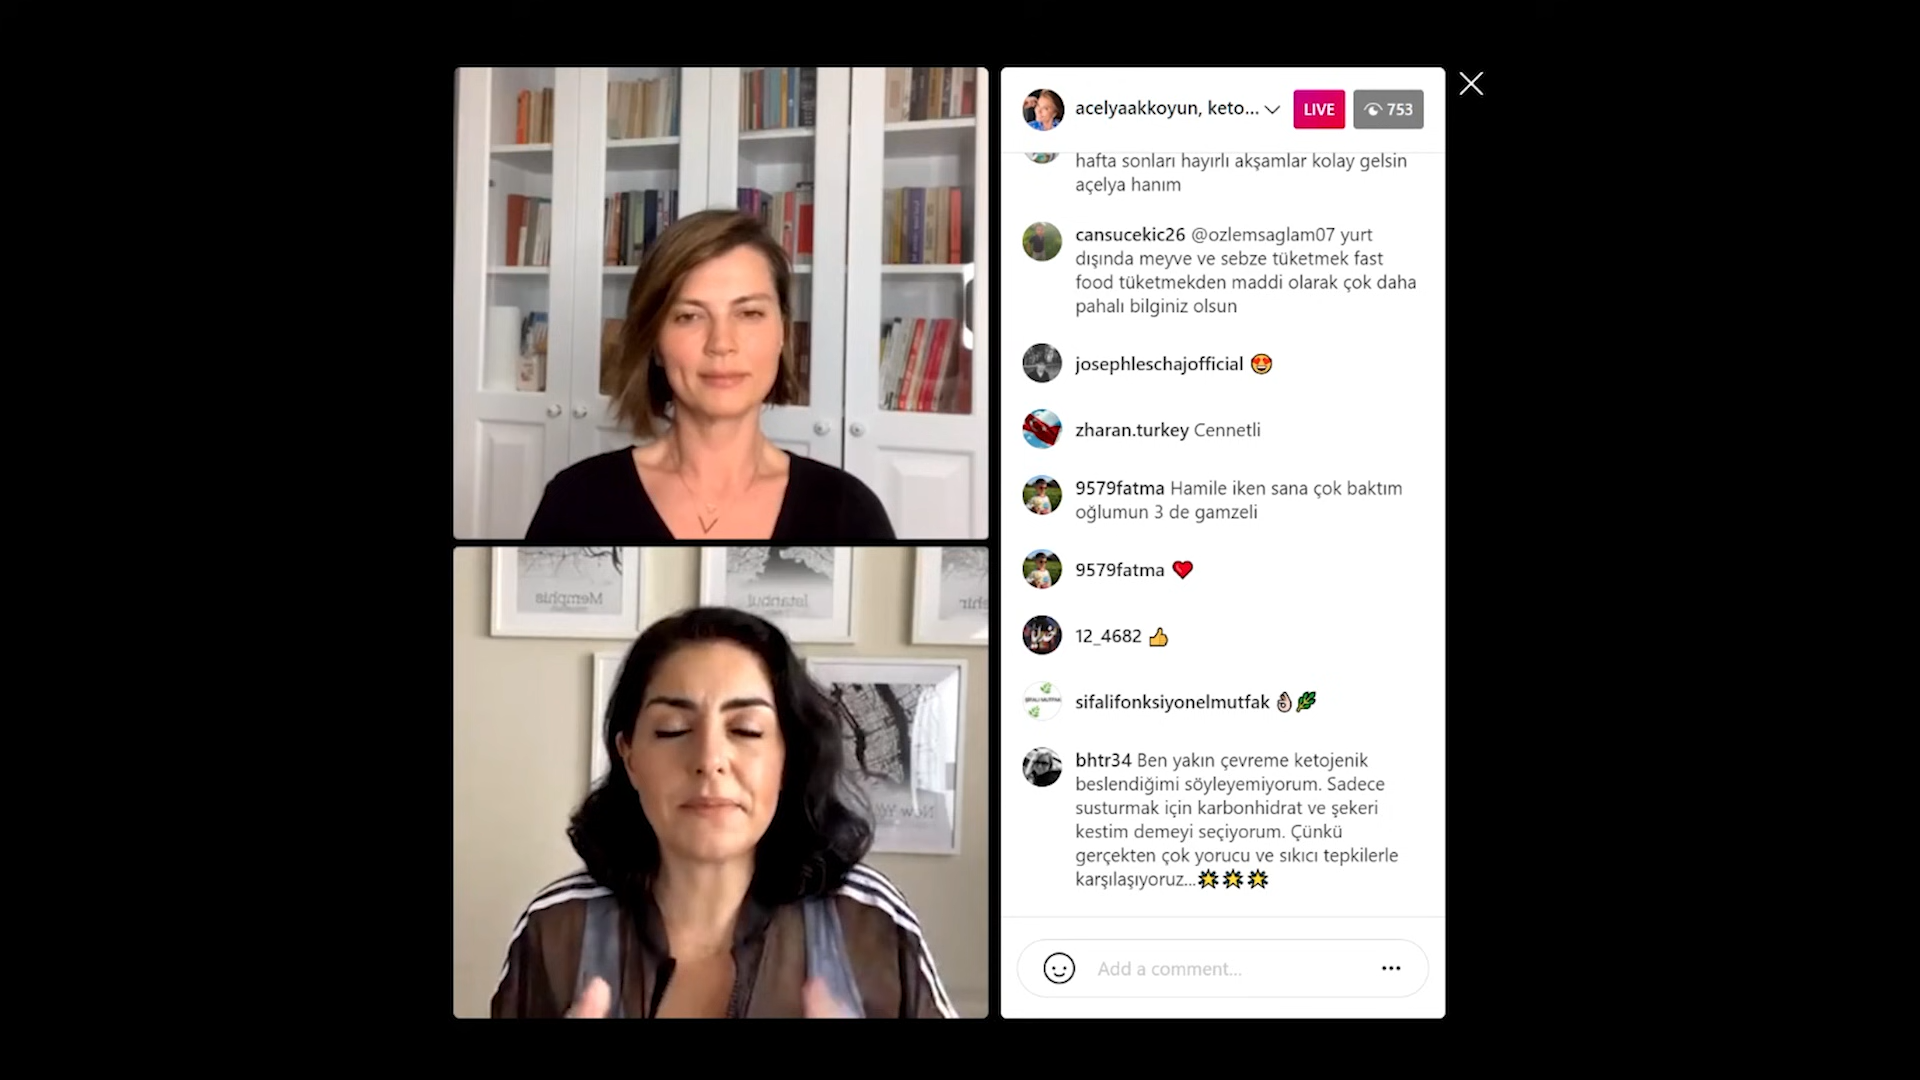 acelyaakkoyun, keto...
LIVE
753
hafta sonları hayırlı akşamlar kolay gelsin
açelya hanım
cansucekic26 @ozlemsaglam07 yurt
dışında meyve ve sebze tüketmek fast
food tüketmekden maddi olarak çok daha
pahalı bilginiz olsun
josephleschajofficial 😍
zharan.turkey Cennetli
9579fatma Hamile iken sana çok baktım
oğlumun 3 de gamzeli
9579fatma ❤️
12_4682 👍
sifalifonksiyonelmutfak 👌🏻🌿
bhtr34 Ben yakın çevreme ketojenik
beslendiğimi söyleyemiyorum. Sadece
susturmak için karbonhidrat ve şekeri
kestim demeyi seçiyorum. Çünkü
gerçekten çok yorucu ve sıkıcı tepkilerle
karşılaşıyoruz...🌟🌟🌟
Add a comment...
Memphis
Istanbul
New York